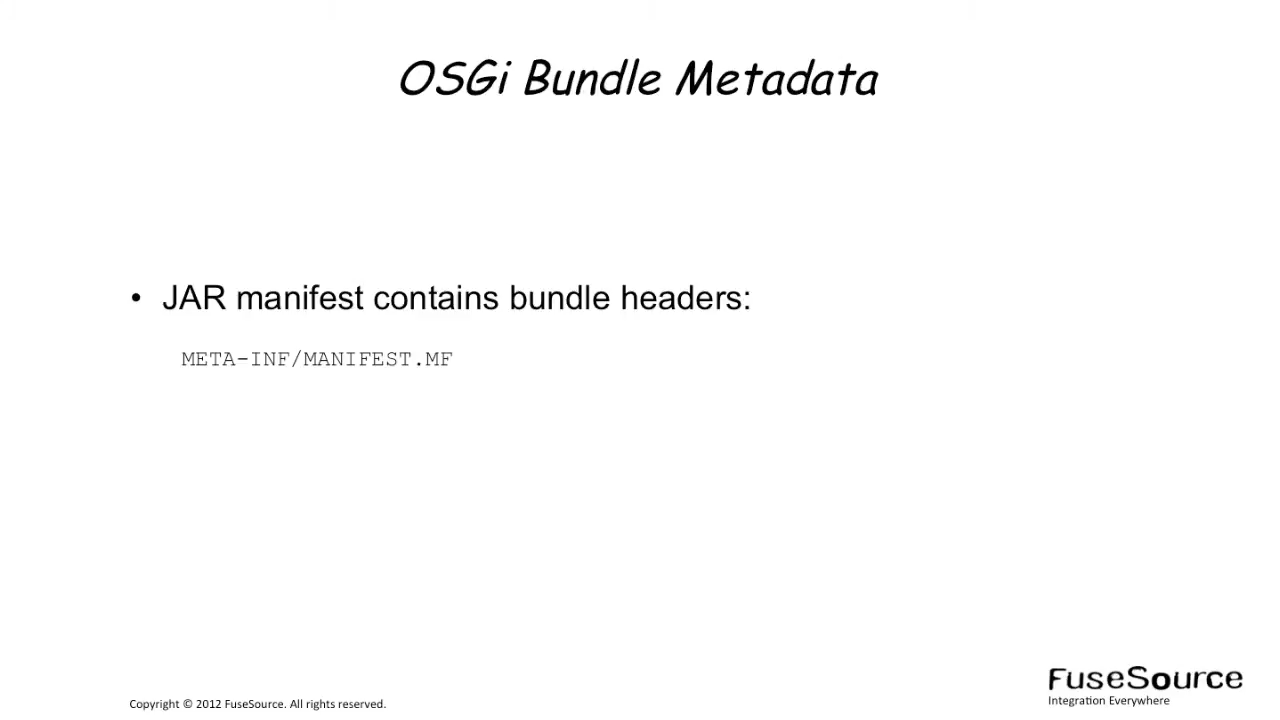 OSGi Bundle Metadata
• JAR manifest contains bundle headers:
META-INF/MANIFEST.MF
FuseSource
Integration Everywhere
Copyright © 2012 FuseSource. All rights reserved.